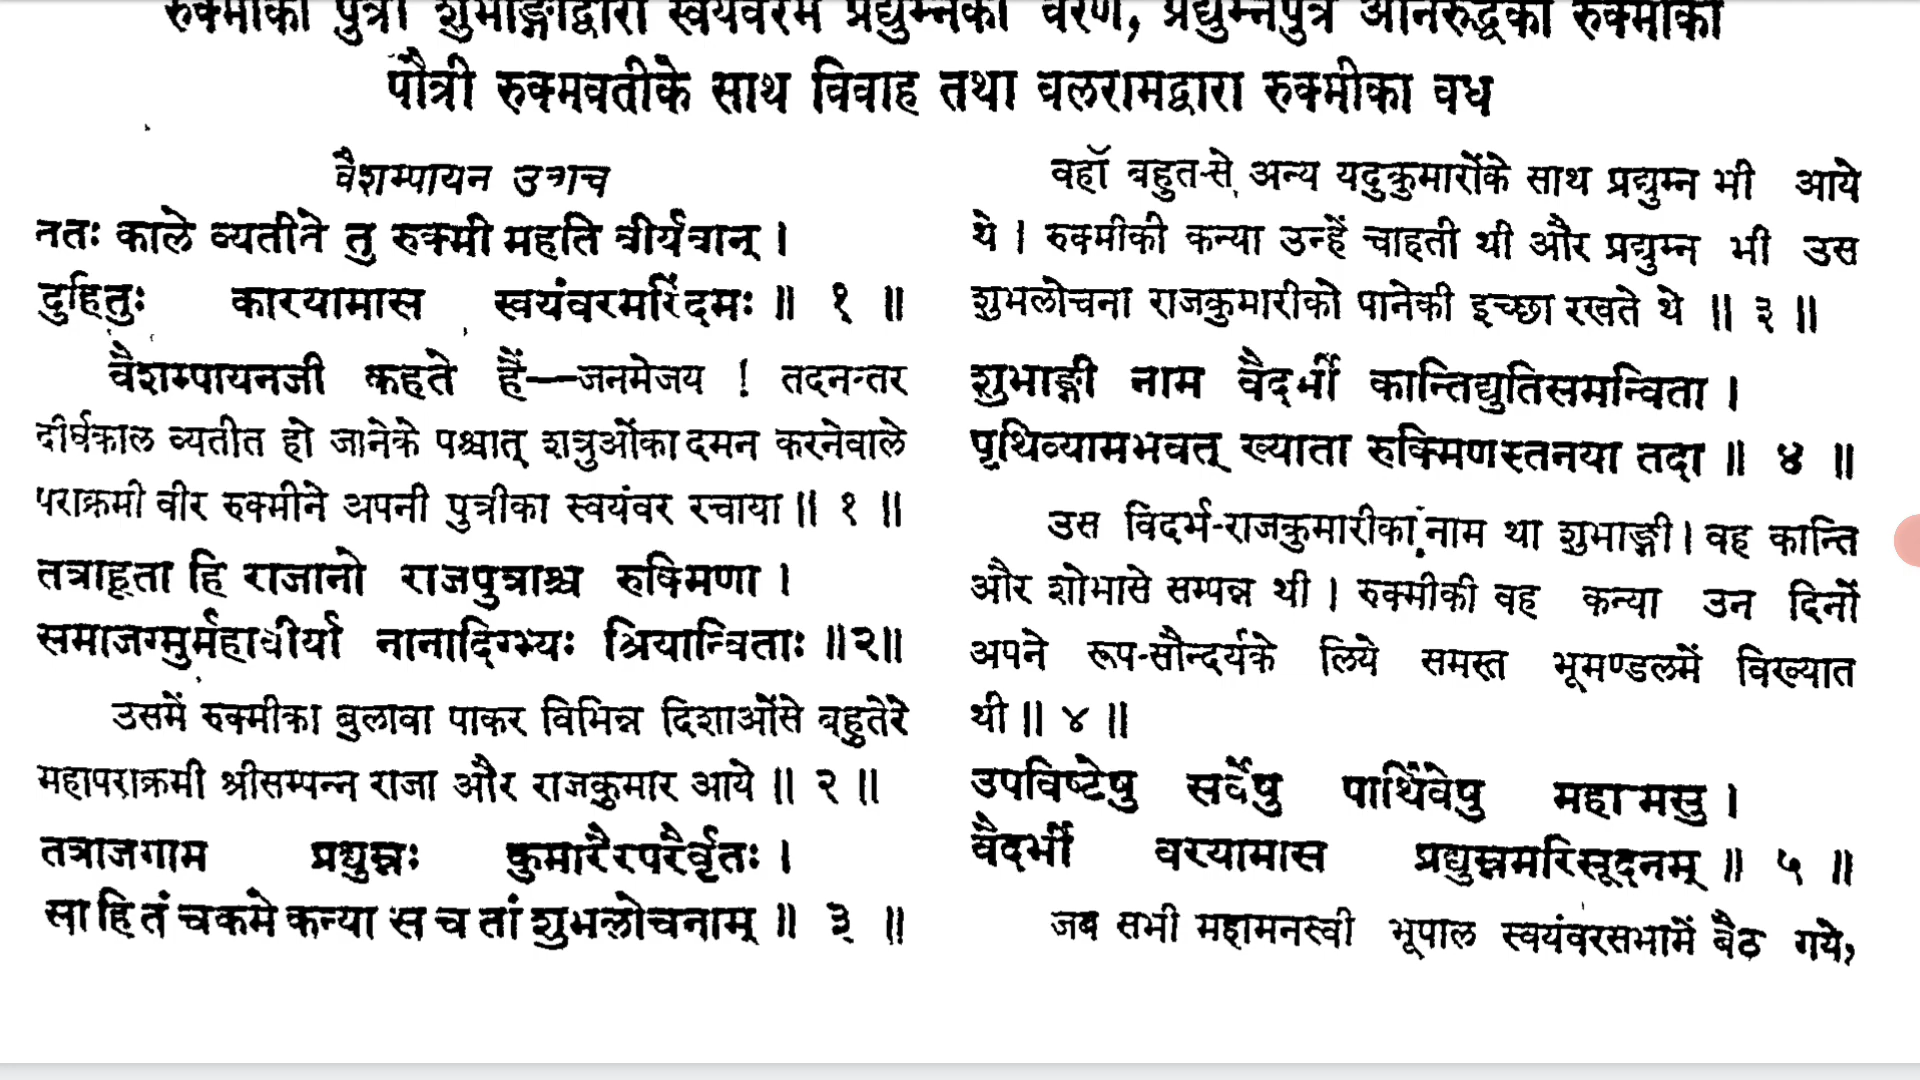 रुक्मीकी पुत्री शुभाङ्गीद्वारा स्वयंवरमें प्रद्युम्नका वरण, प्रद्युम्नपुत्र अनिरुद्धका रुक्मीकी
पौत्री रुक्मवतीके साथ विवाह तथा बलरामद्वारा रुक्मीका वध
वैशम्पायन उवाच
ततः काले व्यतीते तु रुक्मी महति वीर्यवान् ।
दुहितुः कारयामास स्वयंवरमरिंदमः ॥ १ ॥
वैशम्पायनजी कहते हैं—जनमेजय ! तदनन्तर
दीर्घकाल व्यतीत हो जानेके पश्चात् शत्रुओंका दमन करनेवाले
पराक्रमी वीर रुक्मीने अपनी पुत्रीका स्वयंवर रचाया ॥ १ ॥
तत्राहूता हि राजानो राजपुत्राश्च रुक्मिणा ।
समाजग्मुर्महावीर्या नानादिग्भ्यः श्रियान्विताः ॥२॥
उसमें रुक्मीका बुलावा पाकर विभिन्न दिशाओंसे बहुतेरे
महापराक्रमी श्रीसम्पन्न राजा और राजकुमार आये ॥ २ ॥
तत्राजगाम प्रद्युम्नः कुमारैरपरैर्वृतः ।
सा हि तं चकमे कन्या स च तां शुभलोचनाम् ॥ ३ ॥
वहाँ बहुत-से अन्य यदुकुमारोंके साथ प्रद्युम्न भी आये
थे । रुक्मीकी कन्या उन्हें चाहती थी और प्रद्युम्न भी उस
शुभलोचना राजकुमारीको पानेकी इच्छा रखते थे ॥ ३ ॥
शुभाङ्गी नाम वैदर्भी कान्तिद्युतिसमन्विता ।
पृथिव्यामभवत् ख्याता रुक्मिणस्तनया तदा ॥ ४ ॥
उस विदर्भ-राजकुमारीका नाम था शुभाङ्गी । वह कान्ति
और शोभासे सम्पन्न थी । रुक्मीकी वह कन्या उन दिनों
अपने रूप-सौन्दर्यके लिये समस्त भूमण्डलमें विख्यात
थी ॥ ४ ॥
उपविष्टेषु सर्वेषु पार्थिवेषु महात्मसु ।
वैदर्भी वरयामास प्रद्युम्नमरिसूदनम् ॥ ५ ॥
जब सभी महामनस्वी भूपाल स्वयंवरसभामें बैठ गये,